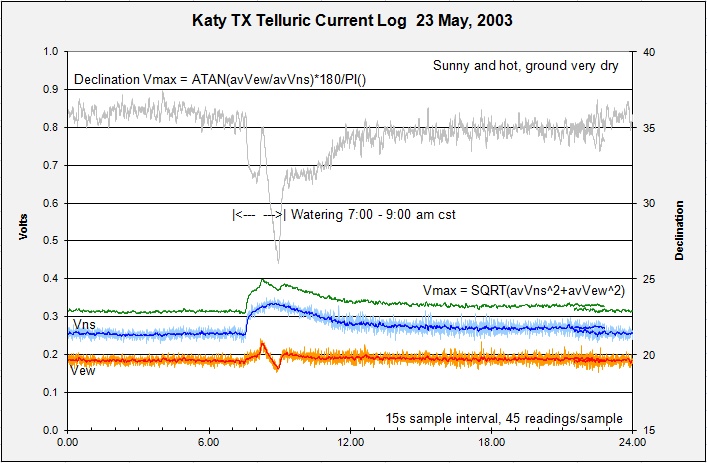 Katy TX Telluric Current Log  23 May, 2003
1.0
0.9
0.8
0.7
0.6
0.5
0.4
0.3
0.2
0.1
0.0
Volts
40
35
30
25
20
15
Declination
Sunny and hot, ground very dry
Declination Vmax = ATAN(avVew/avVns)*180/PI()
|<---  --->| Watering 7:00 - 9:00 am cst
Vmax = SQRT(avVns^2+avVew^2)
Vns
Vew
15s sample interval, 45 readings/sample
0.00
6.00
12.00
18.00
24.00